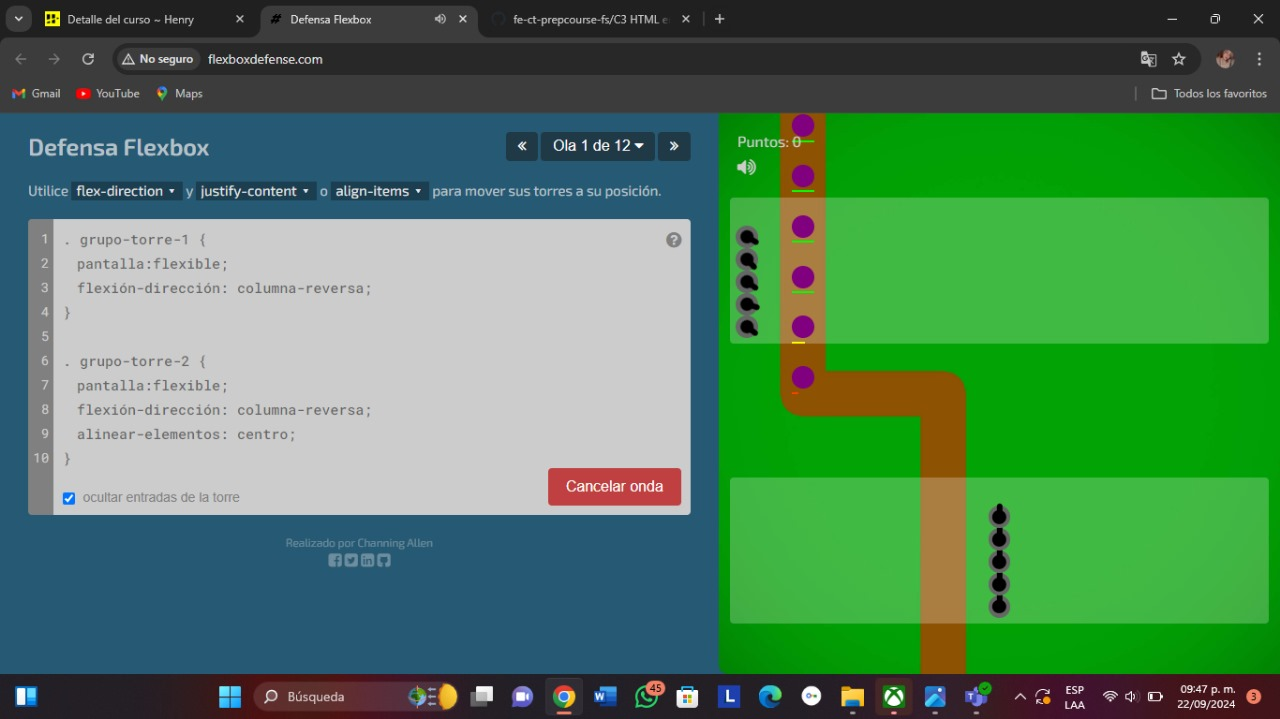 Detalle del curso ~ Henry
Defensa Flexbox
fe-ct-prepcourse-fs/C3 HTML e
No seguro
flexboxdefense.com
Gmail
YouTube
Maps
Todos los favoritos
Defensa Flexbox
«
Ola 1 de 12
»
Utilice flex-direction y justify-content o align-items para mover sus torres a su posición.
1 . grupo-torre-1 {
2 pantalla:flexible;
3 flexión-dirección: columna-reversa;
4 }
5
6 . grupo-torre-2 {
7 pantalla:flexible;
8 flexión-dirección: columna-reversa;
9 alinear-elementos: centro;
10 }
?
ocultar entradas de la torre
Cancelar onda
Realizado por Channing Allen
Puntos: 0
Búsqueda
45
ESP
LAA
09:47 p. m.
22/09/2024
3